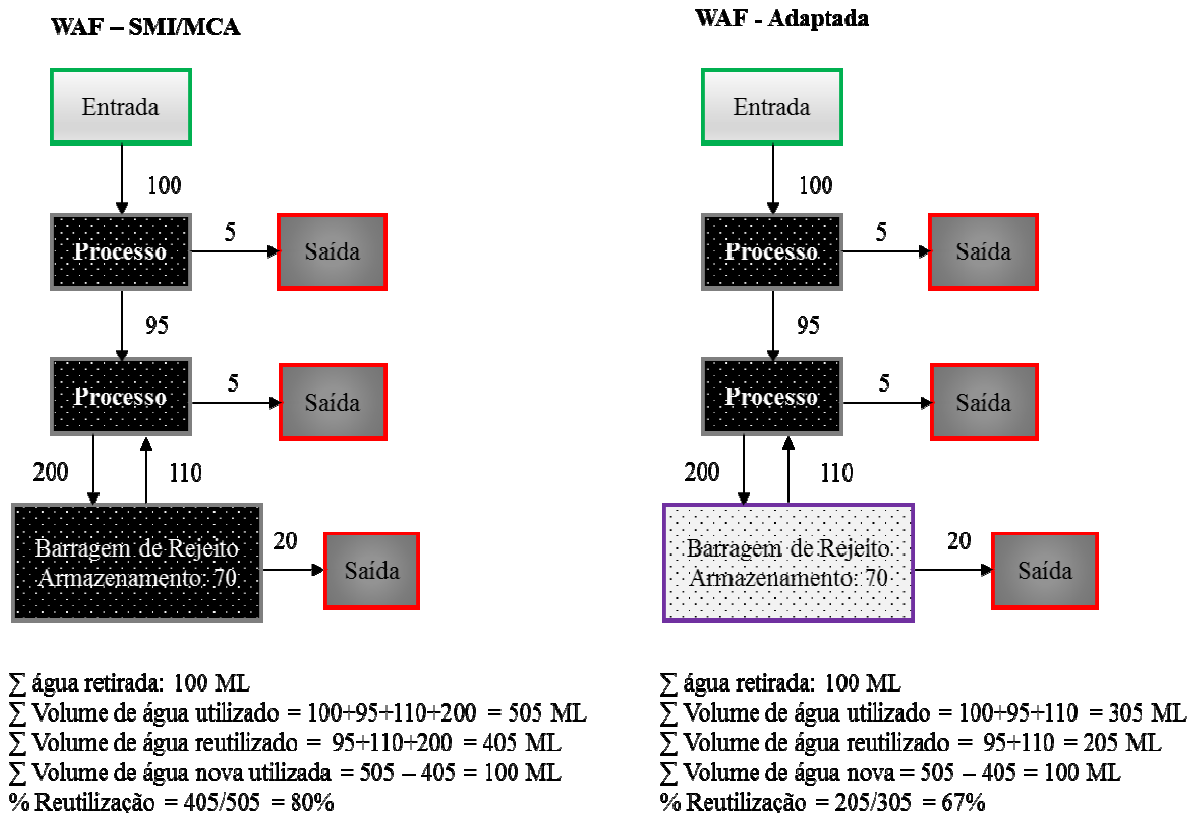 WAF – SMI/MCA
Entrada
100
Processo
5
Saída
95
Processo
5
Saída
200
110
Barragem de Rejeito
Armazenamento: 70
20
Saída
∑ água retirada: 100 ML
∑ Volume de água utilizado = 100+95+110+200 = 505 ML
∑ Volume de água reutilizado = 95+110+200 = 405 ML
∑ Volume de água nova utilizada = 505 – 405 = 100 ML
% Reutilização = 405/505 = 80%
WAF - Adaptada
Entrada
100
Processo
5
Saída
95
Processo
5
Saída
200
110
Barragem de Rejeito
Armazenamento: 70
20
Saída
∑ água retirada: 100 ML
∑ Volume de água utilizado = 100+95+110 = 305 ML
∑ Volume de água reutilizado = 95+110 = 205 ML
∑ Volume de água nova = 505 – 405 = 100 ML
% Reutilização = 205/305 = 67%